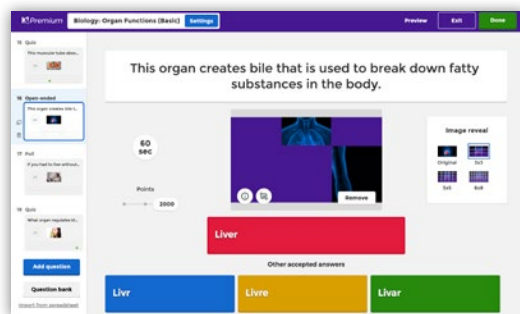 K! Premium
Biology: Organ Functions (Basic)
Settings
Preview
Exit
Done
15 Quiz
This muscular tube abso...
16 Open-ended
This organ creates bile t...
17 Poll
If you had to live without...
18 Quiz
What organ regulates bl...
Add question
Question bank
Import from spreadsheet
This organ creates bile that is used to break down fatty
substances in the body.
60
sec
Points
2000
Remove
Image reveal
Original
3x3
5x5
8x8
Liver
Other accepted answers
Livr
Livre
Livar